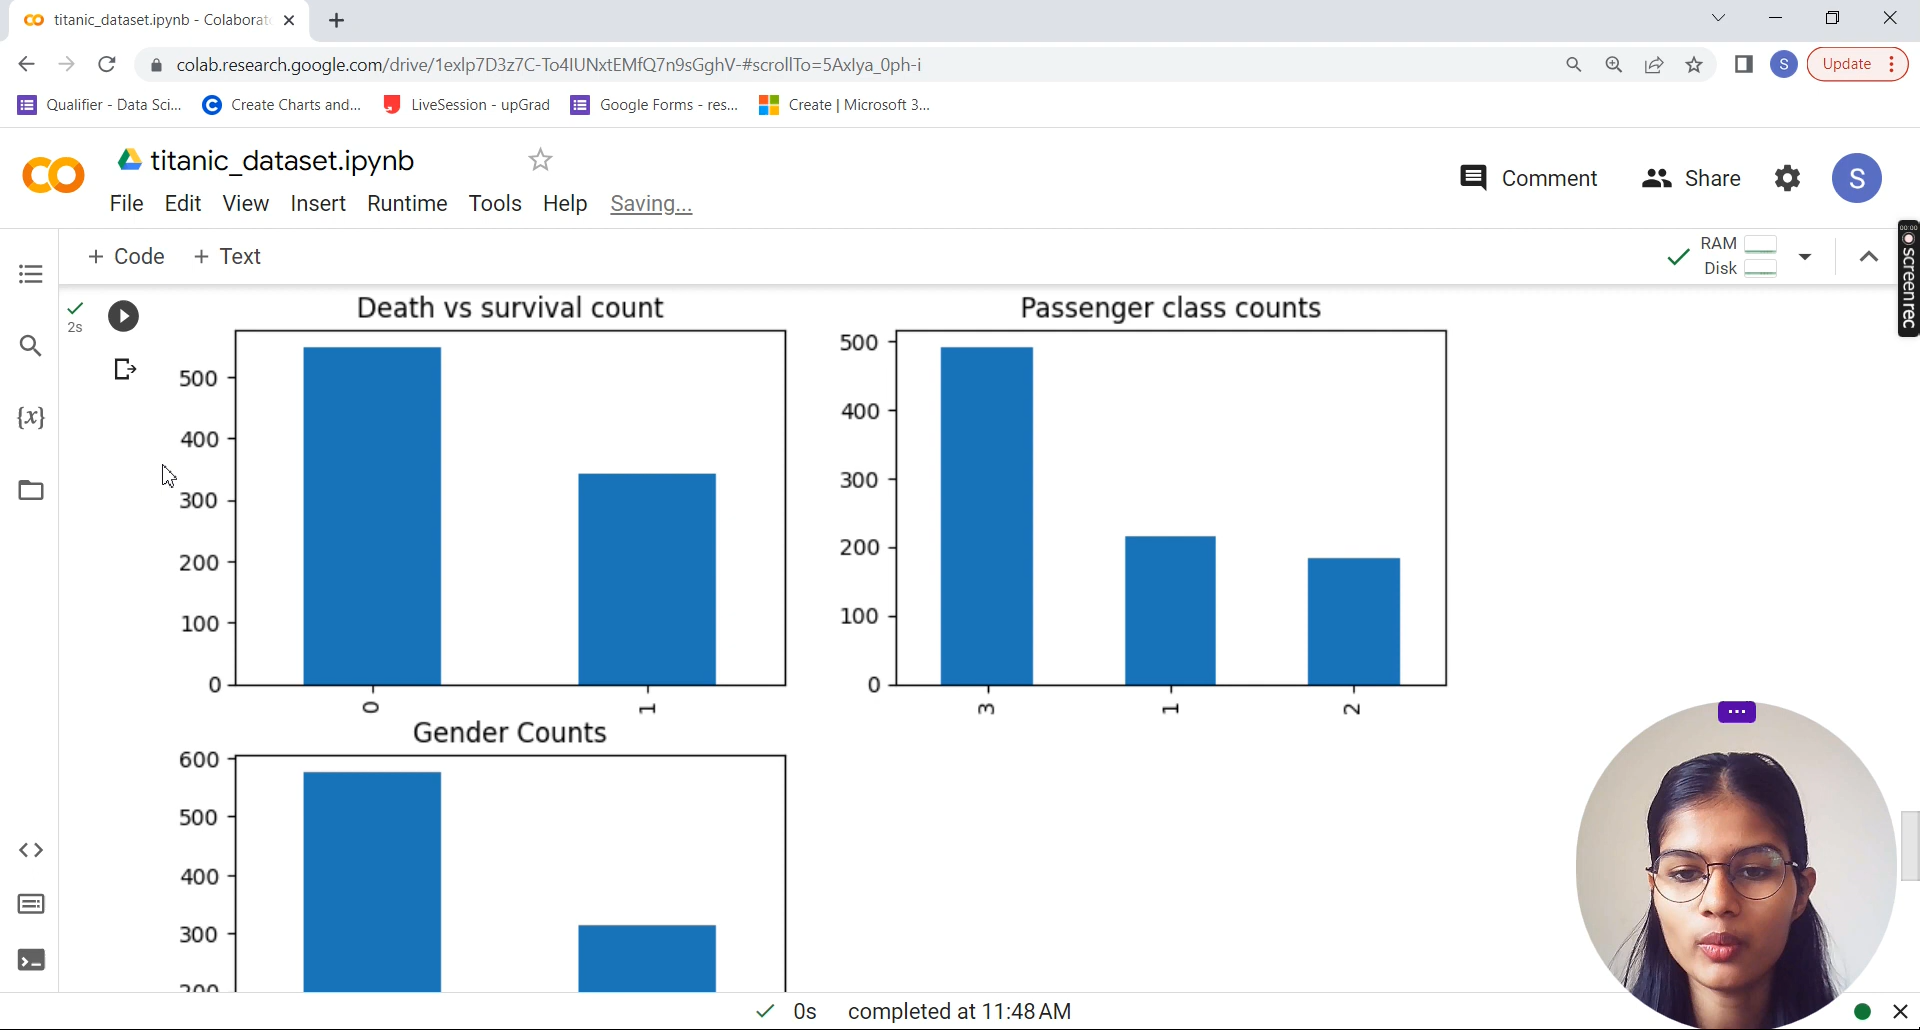 titanic_dataset.ipynb - Colaborat
colab.research.google.com/drive/1exlp7D3z7C-To4IUNxtEMfQ7n9sGghV-#scrollTo=5Axlya_0ph-i
S
Update
Qualifier - Data Sci...
Create Charts and...
LiveSession - upGrad
Google Forms - res...
Create | Microsoft 3...
titanic_dataset.ipynb
Comment
Share
S
File Edit View Insert Runtime Tools Help Saving...
+ Code + Text
RAM
Disk
00:00
screenrec
2s
{x}
Death vs survival count
500
400
300
200
100
0
0 1
Passenger class counts
500
400
300
200
100
0
3 1 2
Gender Counts
600
500
400
300
200
0s completed at 11:48 AM